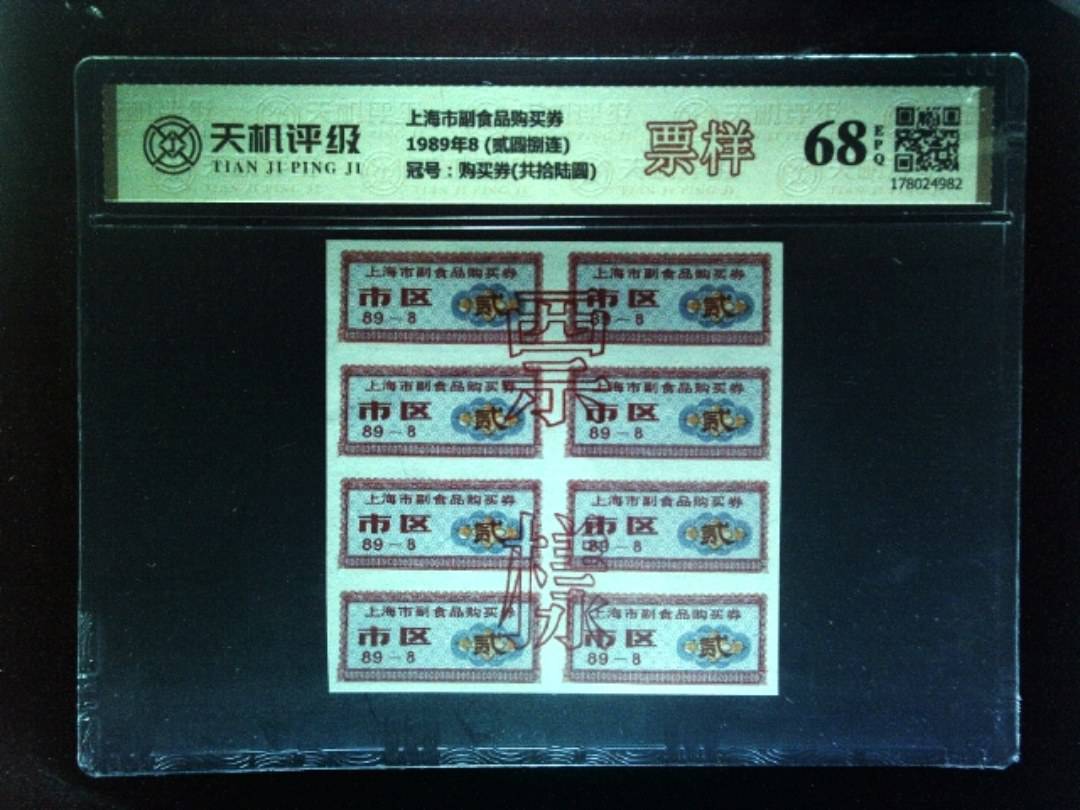 天机评级
TIAN JI PING JI
上海市副食品购买券
1989年8 (贰圆捌连)
冠号：购买券(共拾陆圆)
票样
68
EPQ
178024982
上海市副食品购买券
市区
贰
89-8
上海市副食品购买券
市区
贰
89-8
上海市副食品购买券
市区
贰
89-8
上海市副食品购买券
市区
贰
89-8
上海市副食品购买券
市区
贰
89-8
上海市副食品购买券
市区
贰
89-8
上海市副食品购买券
市区
贰
89-8
上海市副食品购买券
市区
贰
89-8
票樣